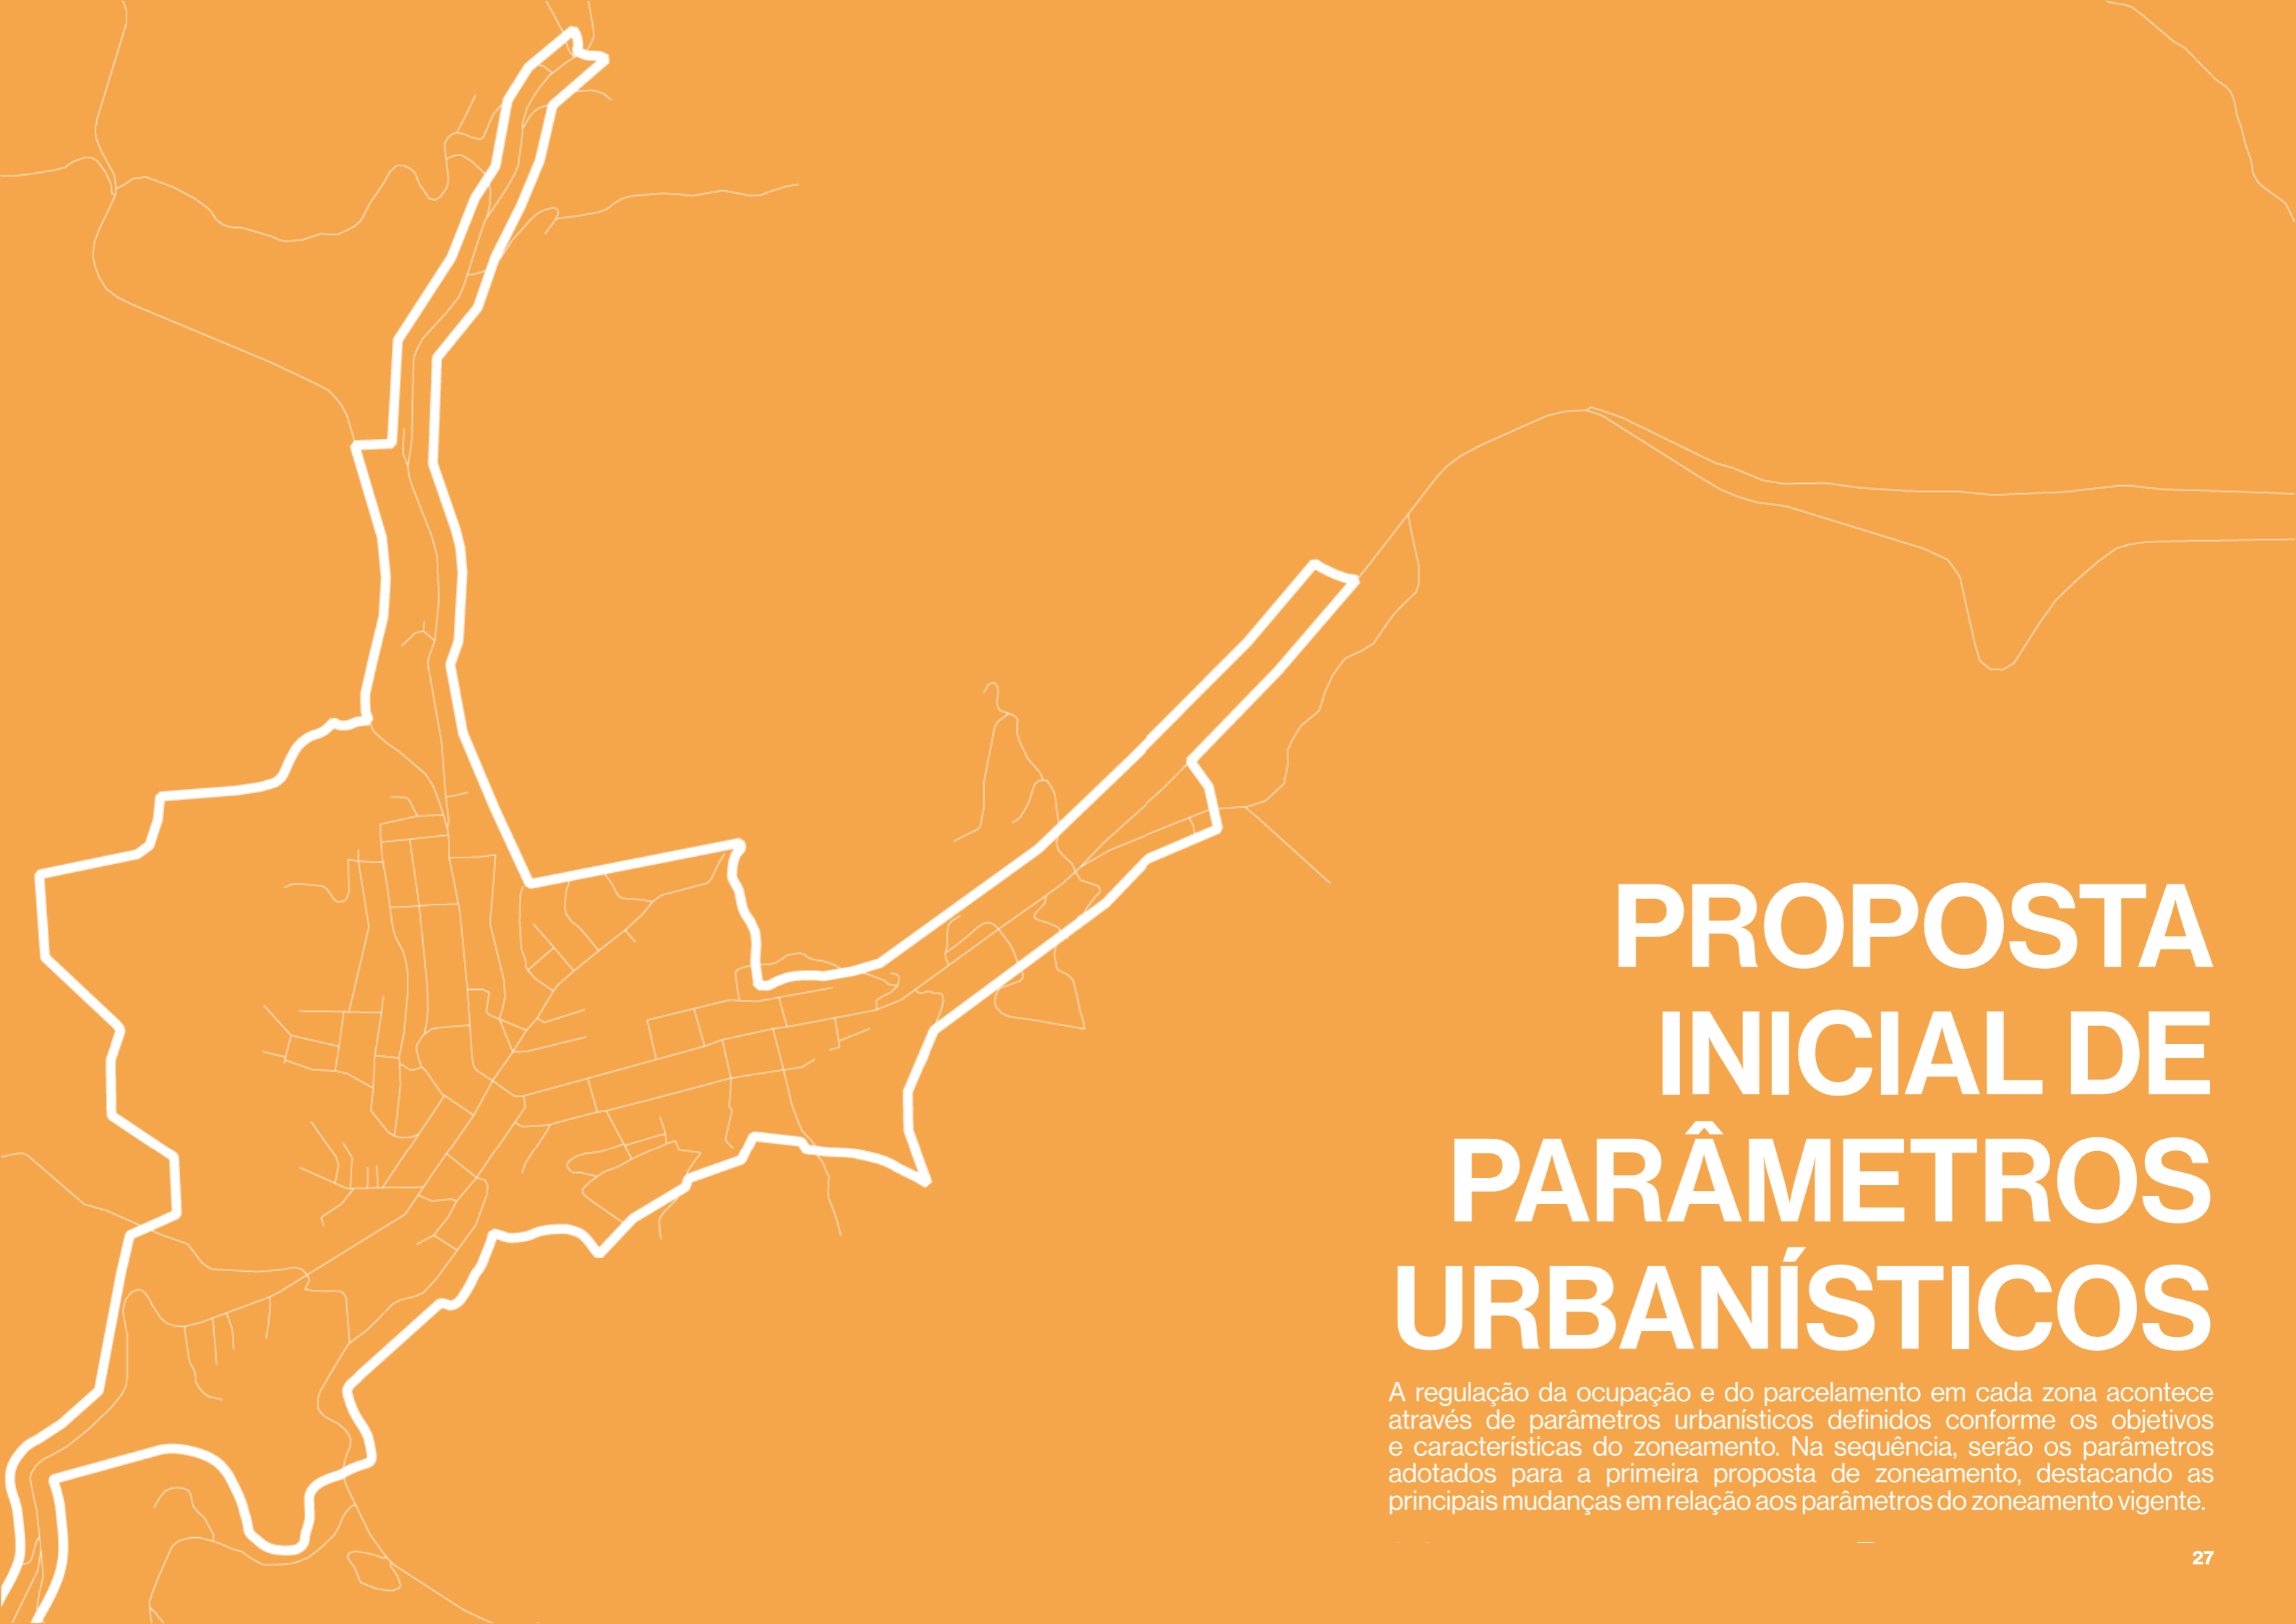 PROPOSTA
INICIAL DE
PARÂMETROS
URBANÍSTICOS
A regulação da ocupação e do parcelamento em cada zona acontece
através de parâmetros urbanísticos definidos conforme os objetivos
e características do zoneamento. Na sequência, serão os parâmetros
adotados para a primeira proposta de zoneamento, destacando as
principais mudanças em relação aos parâmetros do zoneamento vigente.
27